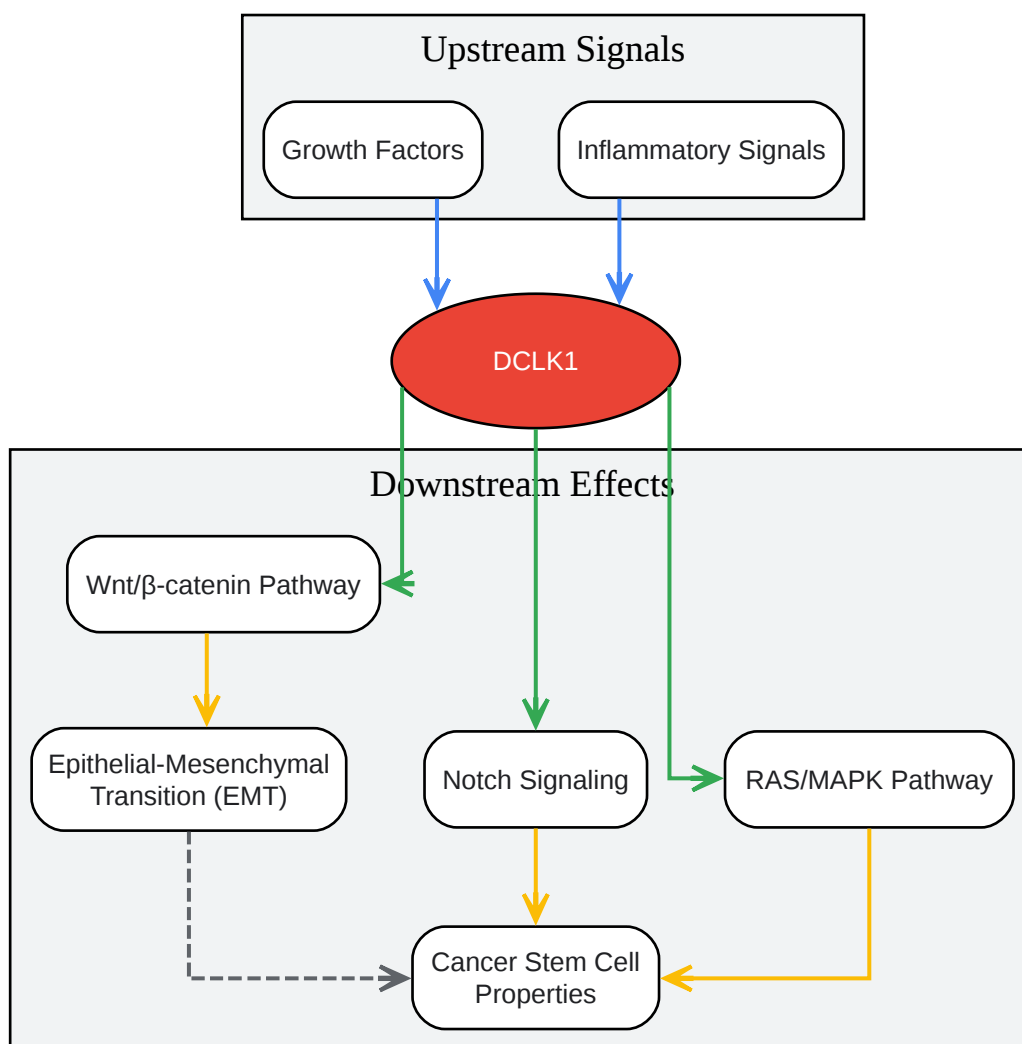 Upstream Signals
Growth Factors
Inflammatory Signals
DCLK1
Downstream Effects
Wnt/β-catenin Pathway
Epithelial-Mesenchymal
Transition (EMT)
Notch Signaling
RAS/MAPK Pathway
Cancer Stem Cell
Properties